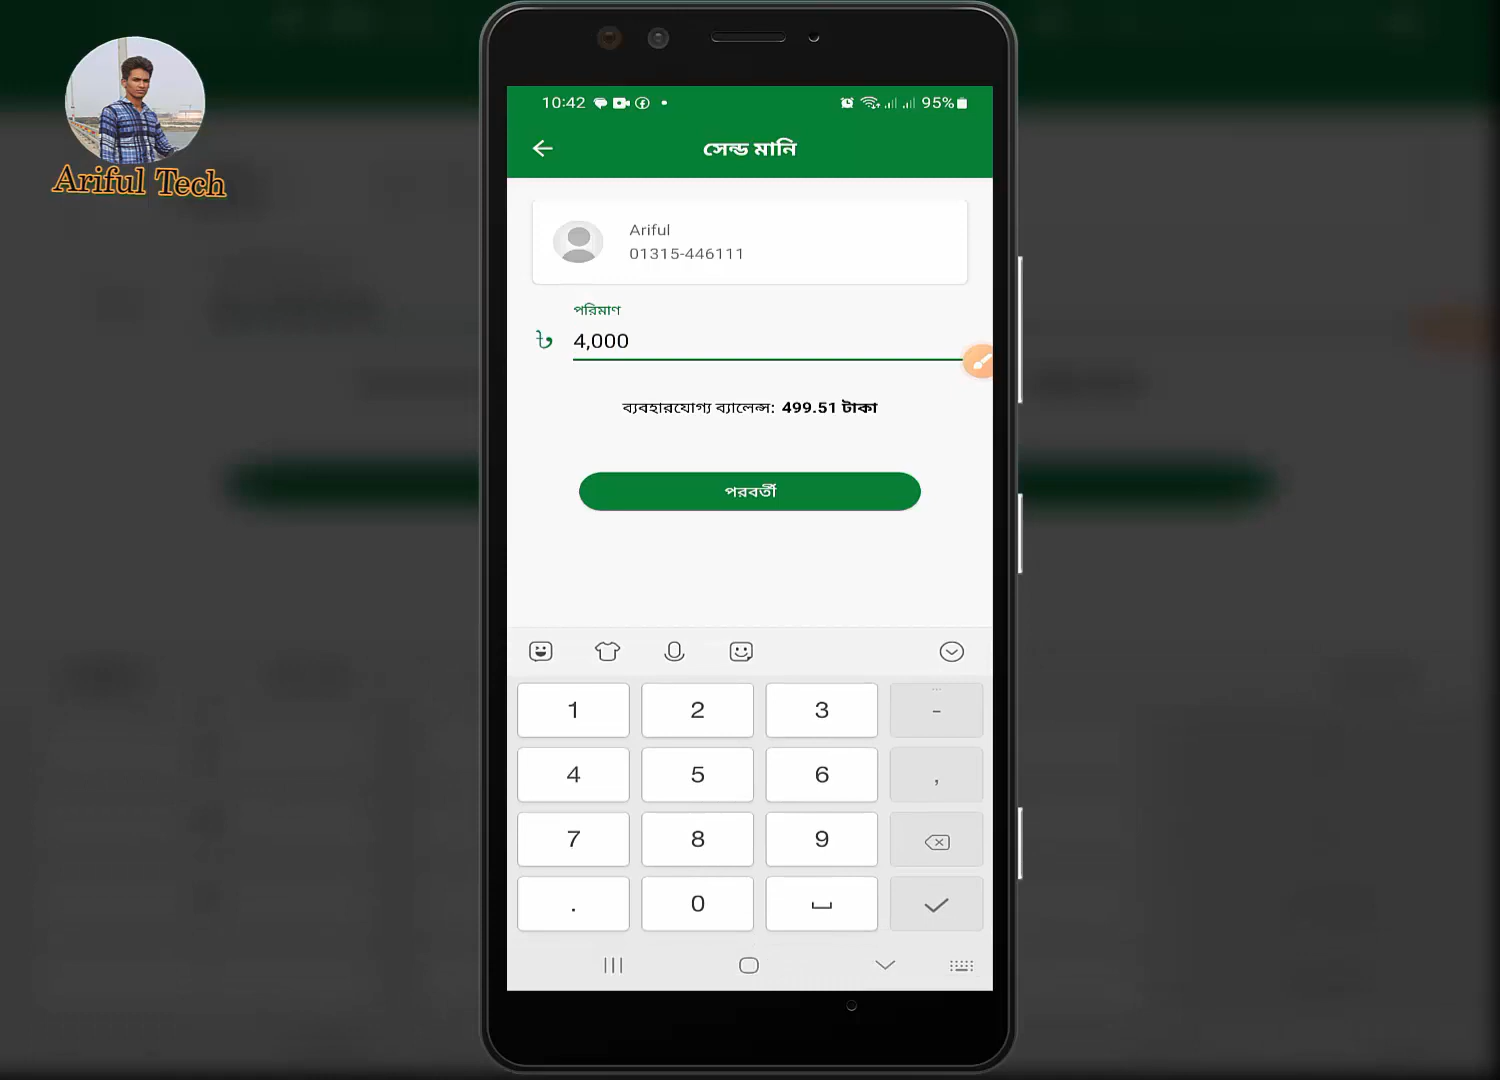 Ariful Tech
10:42
95%
সেন্ড মানি
Ariful
01315-446111
পরিমাণ
৳ 4,000
ব্যবহারযোগ্য ব্যালেন্স: 499.51 টাকা
পরবর্তী
1 2 3 -
4 5 6 ,
7 8 9
. 0